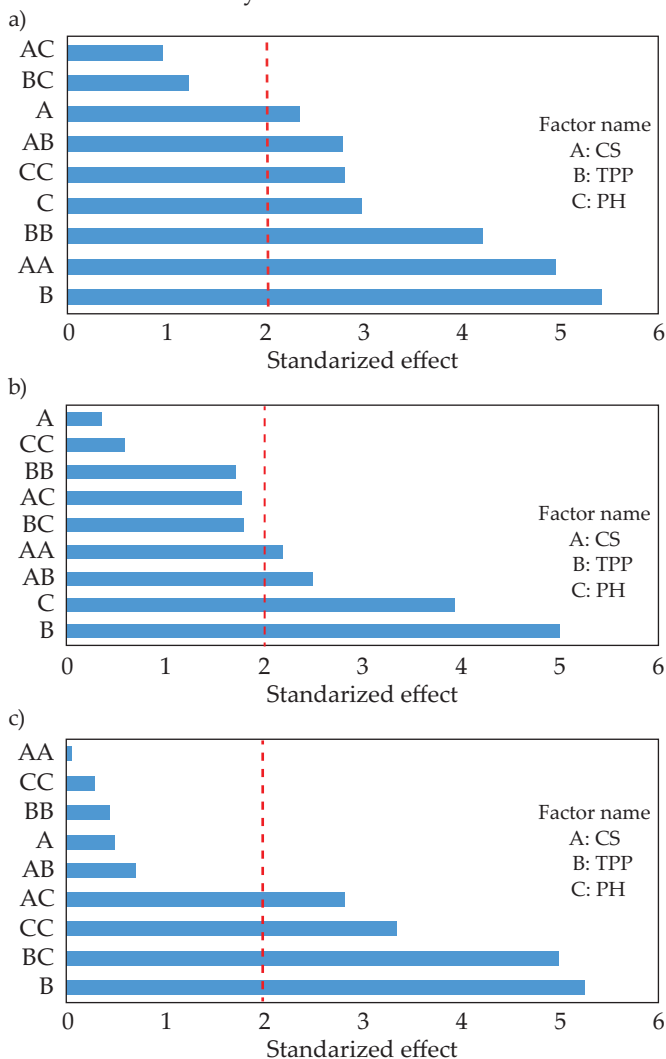 a)
AC
BC
A
AB
CC
C
BB
AA
B
Factor name
A: CS
B: TPP
C: PH
0 1 2 3 4 5 6
Standarized effect
b)
A
CC
BB
AC
BC
AA
AB
C
B
Factor name
A: CS
B: TPP
C: PH
0 1 2 3 4 5 6
Standarized effect
c)
AA
CC
BB
A
AB
AC
CC
BC
B
Factor name
A: CS
B: TPP
C: PH
0 1 2 3 4 5 6
Standarized effect